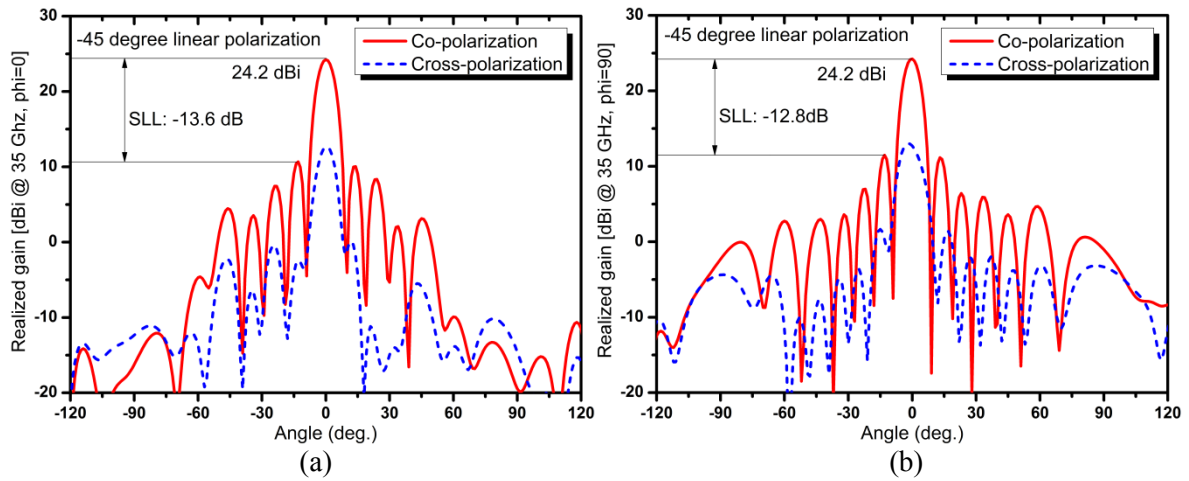 -45 degree linear polarization
Co-polarization
Cross-polarization
24.2 dBi
SLL: -13.6 dB
Realized gain [dBi @ 35 Ghz, phi=0]
30
20
10
0
-10
-20
-120 -90 -60 -30 0 30 60 90 120
Angle (deg.)
(a)
-45 degree linear polarization
Co-polarization
Cross-polarization
24.2 dBi
SLL: -12.8dB
Realized gain [dBi @ 35 Ghz, phi=90]
30
20
10
0
-10
-20
-120 -90 -60 -30 0 30 60 90 120
Angle (deg.)
(b)